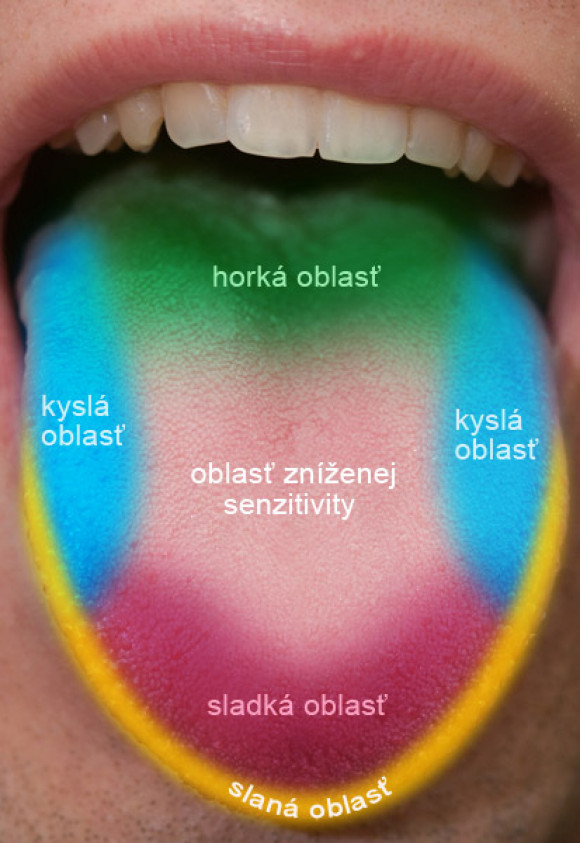 horká oblasť
kyslá
oblasť
kyslá
oblasť
oblasť zníženej
senzitivity
sladká oblasť
slaná oblasť